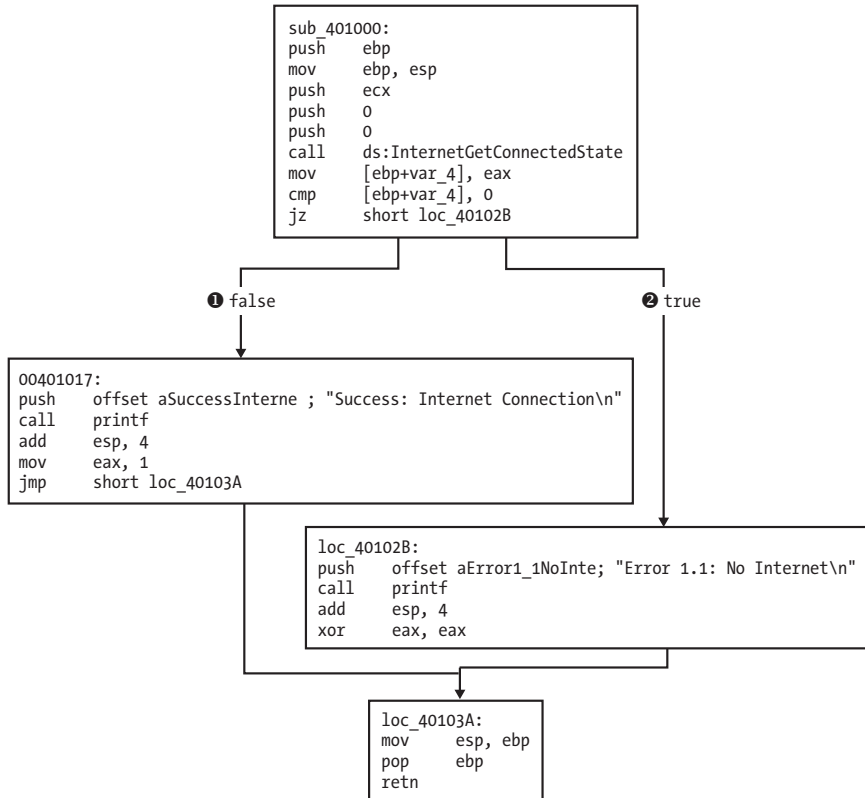 sub_401000:
push ebp
mov ebp, esp
push ecx
push 0
push 0
call ds:InternetGetConnectedState
mov [ebp+var_4], eax
cmp [ebp+var_4], 0
jz short loc_40102B
❶ false
❷ true
00401017:
push offset aSuccessInterne ; "Success: Internet Connection\n"
call printf
add esp, 4
mov eax, 1
jmp short loc_40103A
loc_40102B:
push offset aError1_1NoInte; "Error 1.1: No Internet\n"
call printf
add esp, 4
xor eax, eax
loc_40103A:
mov esp, ebp
pop ebp
retn